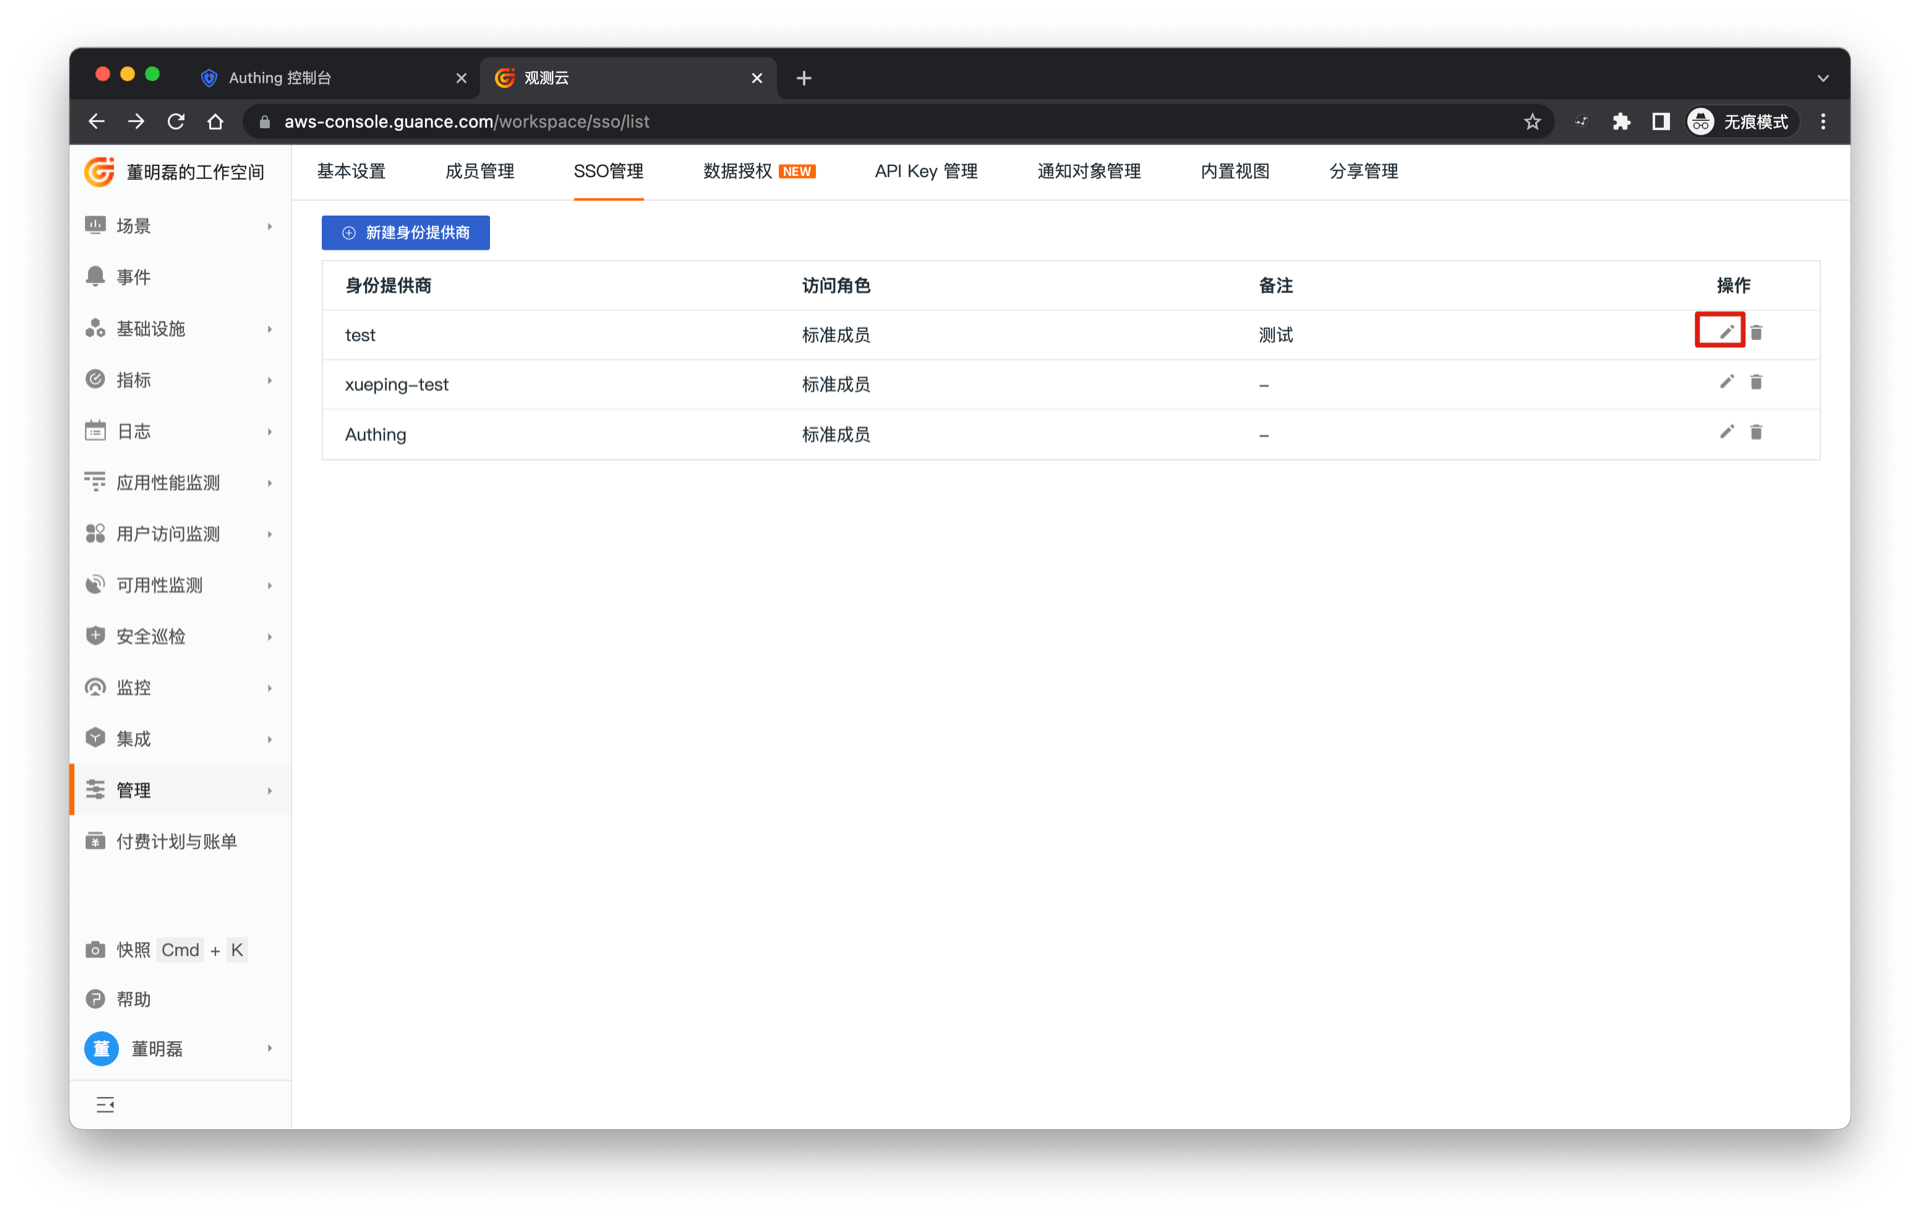 Authing 控制台
观测云
aws-console.guance.com/workspace/sso/list
无痕模式
董明磊的工作空间
基本设置
成员管理
SSO管理
数据授权 NEW
API Key 管理
通知对象管理
内置视图
分享管理
场景
事件
基础设施
指标
日志
应用性能监测
用户访问监测
可用性监测
安全巡检
监控
集成
管理
付费计划与账单
快照 Cmd + K
帮助
董 董明磊
新建身份提供商
身份提供商 访问角色 备注 操作
test 标准成员 测试
xueping-test 标准成员 –
Authing 标准成员 –